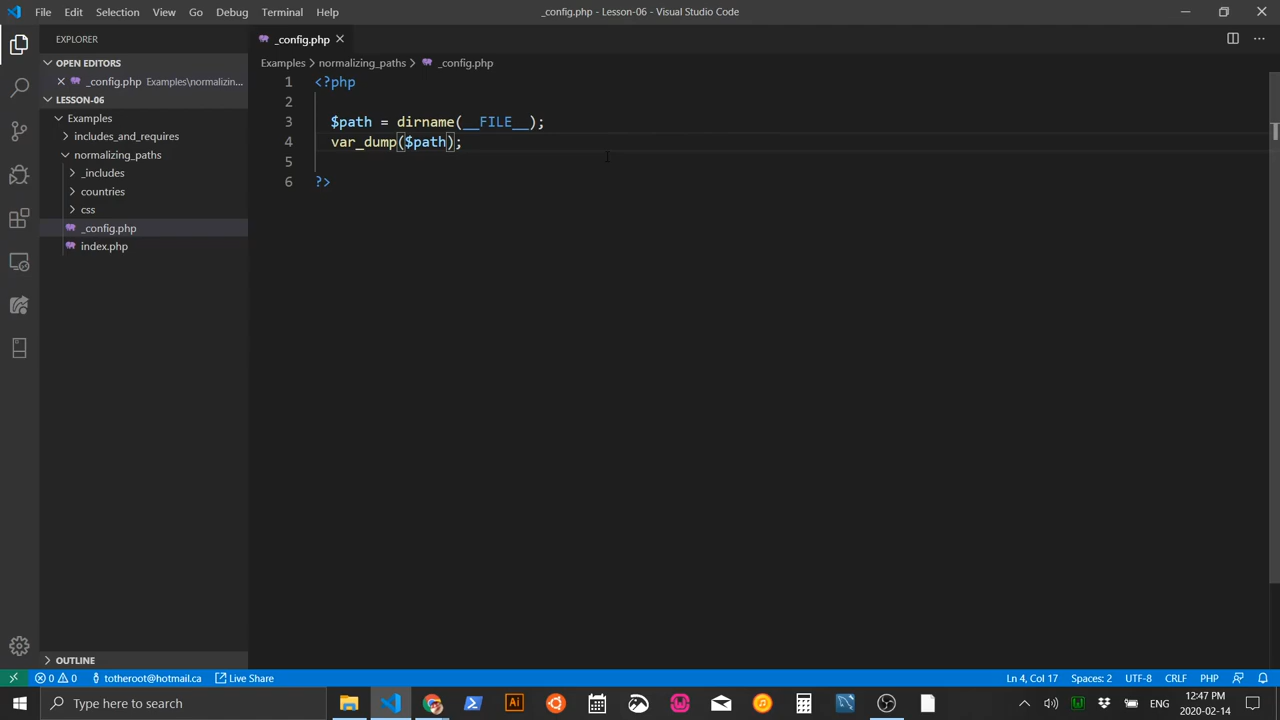 File Edit Selection View Go Debug Terminal Help
_config.php - Lesson-06 - Visual Studio Code
EXPLORER
OPEN EDITORS
_config.php Examples\normalizin...
LESSON-06
Examples
includes_and_requires
normalizing_paths
_includes
countries
css
_config.php
index.php
OUTLINE
_config.php
Examples > normalizing_paths > _config.php
1 <?php
2
3 $path = dirname(__FILE__);
4 var_dump($path);
5
6 ?>
0 0 totheroot@hotmail.ca Live Share
Ln 4, Col 17 Spaces: 2 UTF-8 CRLF PHP
Type here to search
Ai
ENG
12:47 PM
2020-02-14